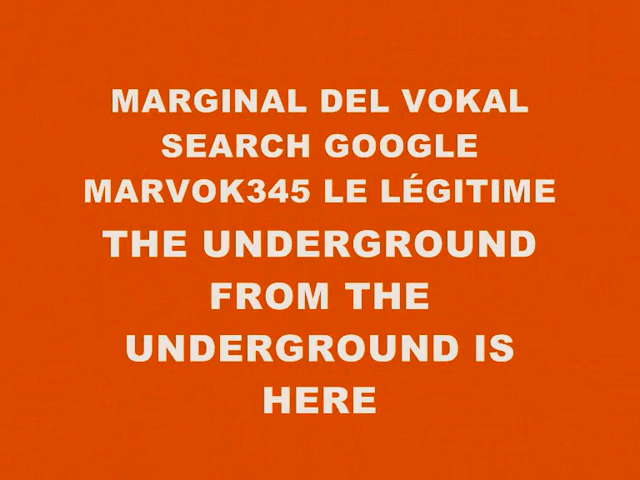 MARGINAL DEL VOKAL
SEARCH GOOGLE
MARVOK345 LE LÉGITIME
THE UNDERGROUND
FROM THE
UNDERGROUND IS
HERE